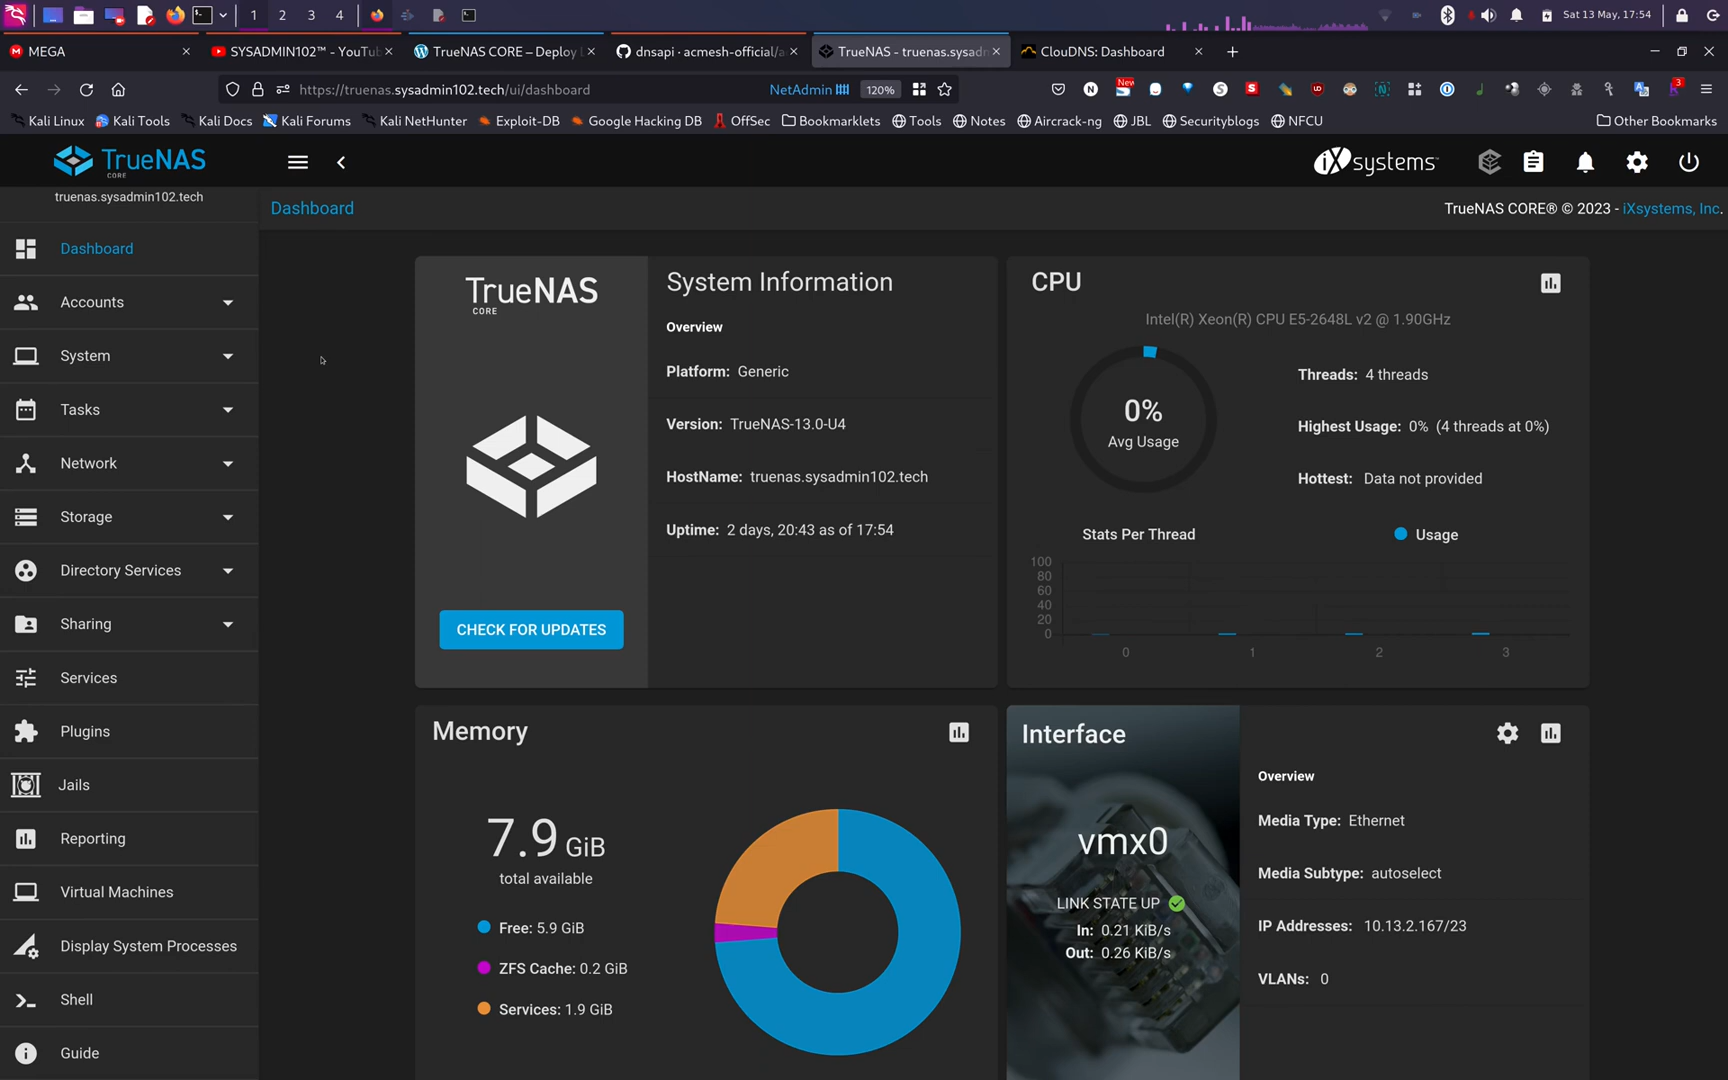 1
2
3
4
Sat 13 May, 17:54
MEGA
SYSADMIN102™ - YouTub
TrueNAS CORE – Deploy L
dnsapi · acmesh-official/a
TrueNAS - truenas.sysadn
ClouDNS: Dashboard
https://truenas.sysadmin102.tech/ui/dashboard
NetAdmin
120%
New
3
Kali Linux
Kali Tools
Kali Docs
Kali Forums
Kali NetHunter
Exploit-DB
Google Hacking DB
OffSec
Bookmarklets
Tools
Notes
Aircrack-ng
JBL
Securityblogs
NFCU
Other Bookmarks
TrueNAS
CORE
iXsystems
truenas.sysadmin102.tech
Dashboard
TrueNAS CORE® © 2023 - iXsystems, Inc.
Dashboard
Accounts
System
Tasks
Network
Storage
Directory Services
Sharing
Services
Plugins
Jails
Reporting
Virtual Machines
Display System Processes
Shell
Guide
TrueNAS
CORE
CHECK FOR UPDATES
System Information
Overview
Platform: Generic
Version: TrueNAS-13.0-U4
HostName: truenas.sysadmin102.tech
Uptime: 2 days, 20:43 as of 17:54
CPU
Intel(R) Xeon(R) CPU E5-2648L v2 @ 1.90GHz
0%
Avg Usage
Threads: 4 threads
Highest Usage: 0% (4 threads at 0%)
Hottest: Data not provided
Stats Per Thread
Usage
100
80
60
40
20
0
0
1
2
3
Memory
7.9 GiB
total available
Free: 5.9 GiB
ZFS Cache: 0.2 GiB
Services: 1.9 GiB
Interface
vmx0
LINK STATE UP
In: 0.21 KiB/s
Out: 0.26 KiB/s
Overview
Media Type: Ethernet
Media Subtype: autoselect
IP Addresses: 10.13.2.167/23
VLANs: 0